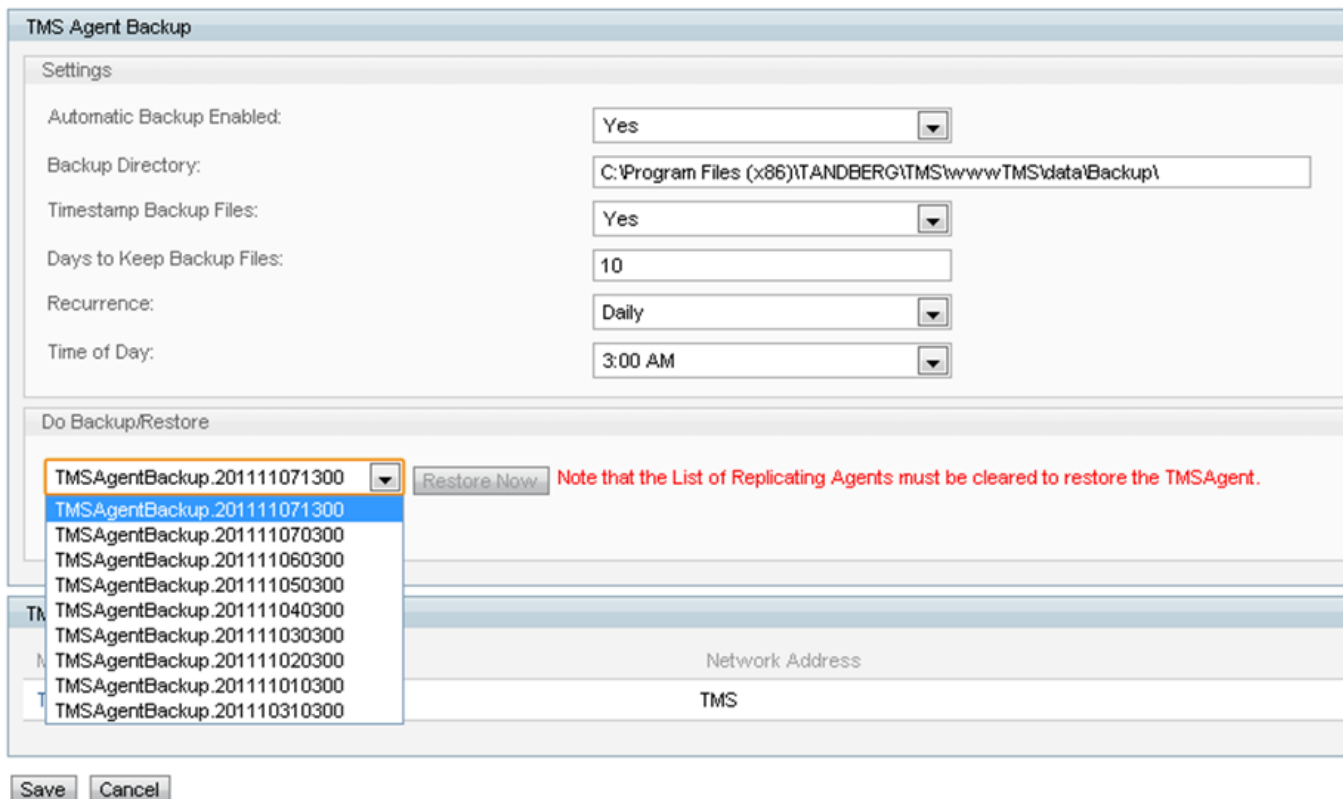 TMS Agent Backup
Settings
Automatic Backup Enabled: Yes
Backup Directory: C:\Program Files (x86)\TANDBERG\TMS\wwwTMS\data\Backup\
Timestamp Backup Files: Yes
Days to Keep Backup Files: 10
Recurrence: Daily
Time of Day: 3:00 AM
Do Backup/Restore
TMSAgentBackup.201111071300 Restore Now Note that the List of Replicating Agents must be cleared to restore the TMSAgent.
TMSAgentBackup.201111071300
TMSAgentBackup.201111070300
TMSAgentBackup.201111060300
TMSAgentBackup.201111050300
TMSAgentBackup.201111040300
TMSAgentBackup.201111030300
TMSAgentBackup.201111020300
TMSAgentBackup.201111010300
TMSAgentBackup.201110310300
Network Address
TMS
Save Cancel